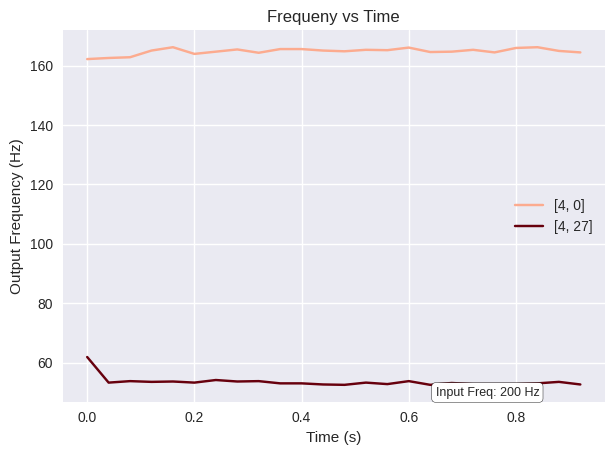 Frequeny vs Time
Output Frequency (Hz)
160
140
120
100
80
60
[4, 0]
[4, 27]
Input Freq: 200 Hz
0.0 0.2 0.4 0.6 0.8
Time (s)